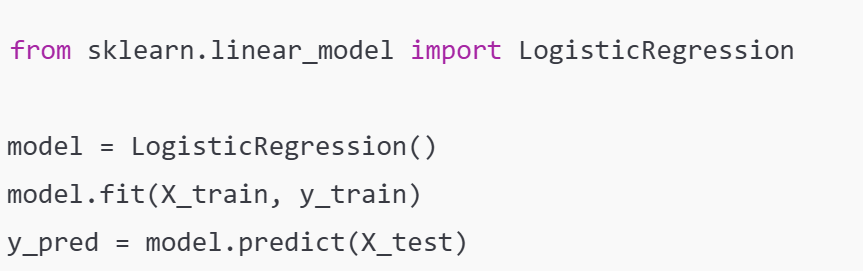 from sklearn.linear_model import LogisticRegression
model = LogisticRegression()
model.fit(X_train, y_train)
y_pred = model.predict(X_test)